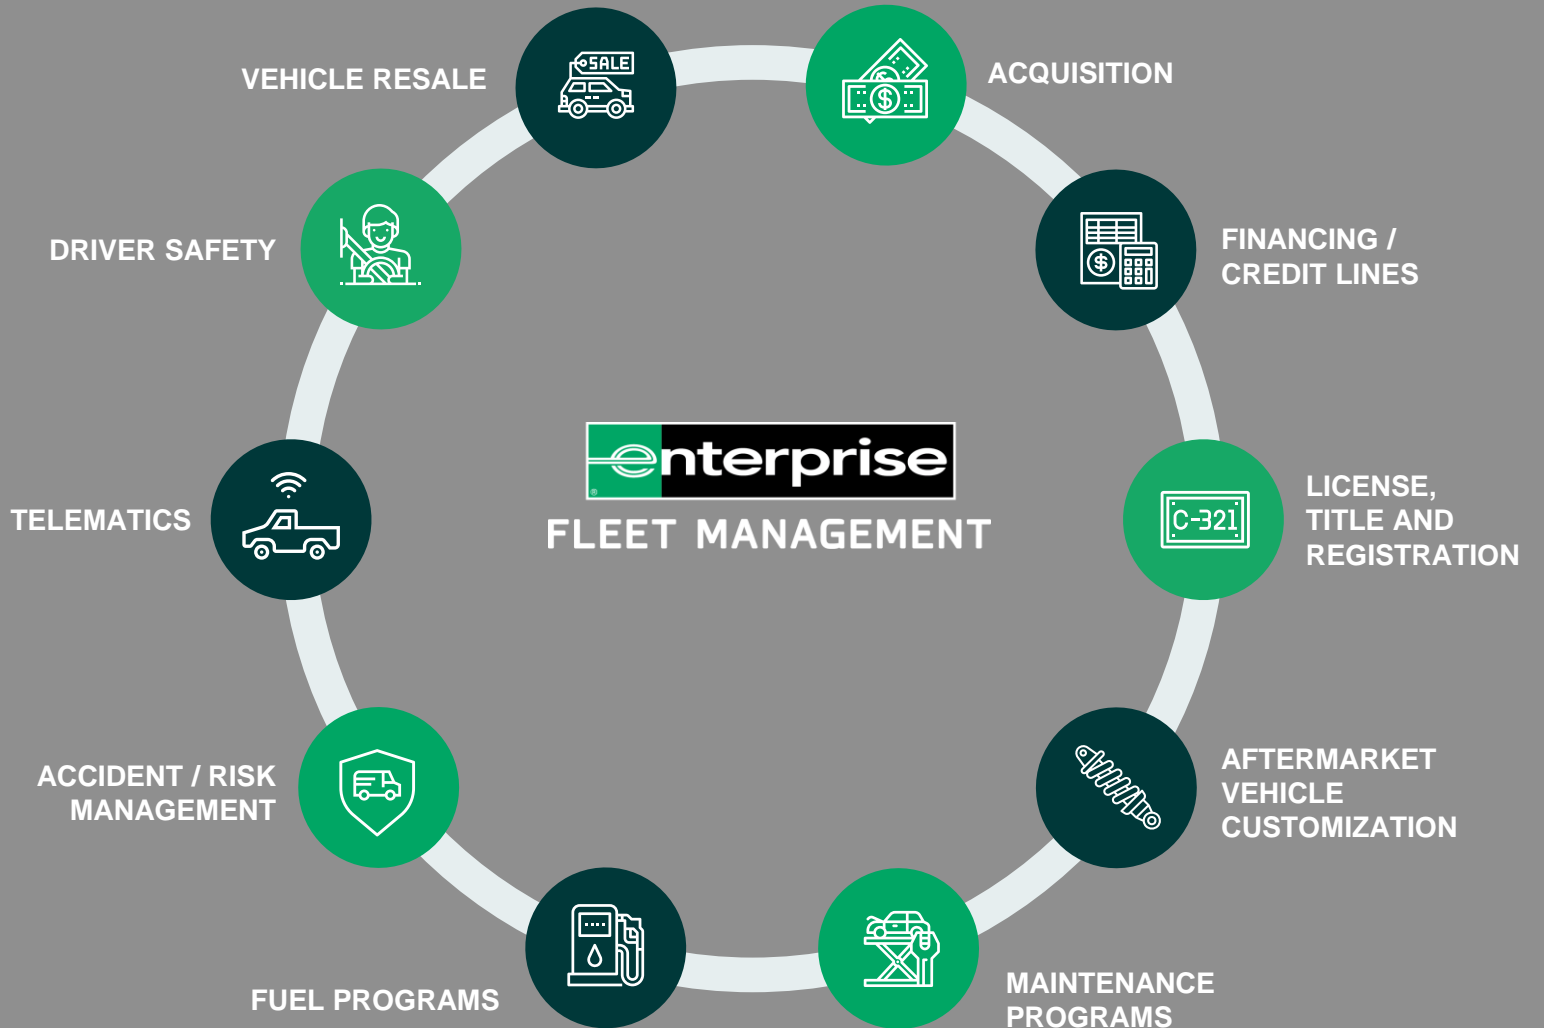 VEHICLE RESALE
SALE
ACQUISITION
DRIVER SAFETY
FINANCING /
CREDIT LINES
enterprise
®
FLEET MANAGEMENT
TELEMATICS
C-321
LICENSE,
TITLE AND
REGISTRATION
ACCIDENT / RISK
MANAGEMENT
AFTERMARKET
VEHICLE
CUSTOMIZATION
FUEL PROGRAMS
MAINTENANCE
PROGRAMS